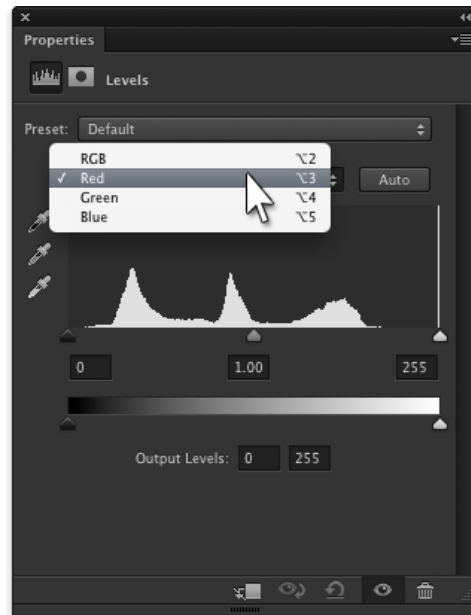 Properties
Levels
Preset: Default
RGB ⌥2
✓ Red ⌥3
Green ⌥4
Blue ⌥5
Auto
0 1.00 255
Output Levels: 0 255